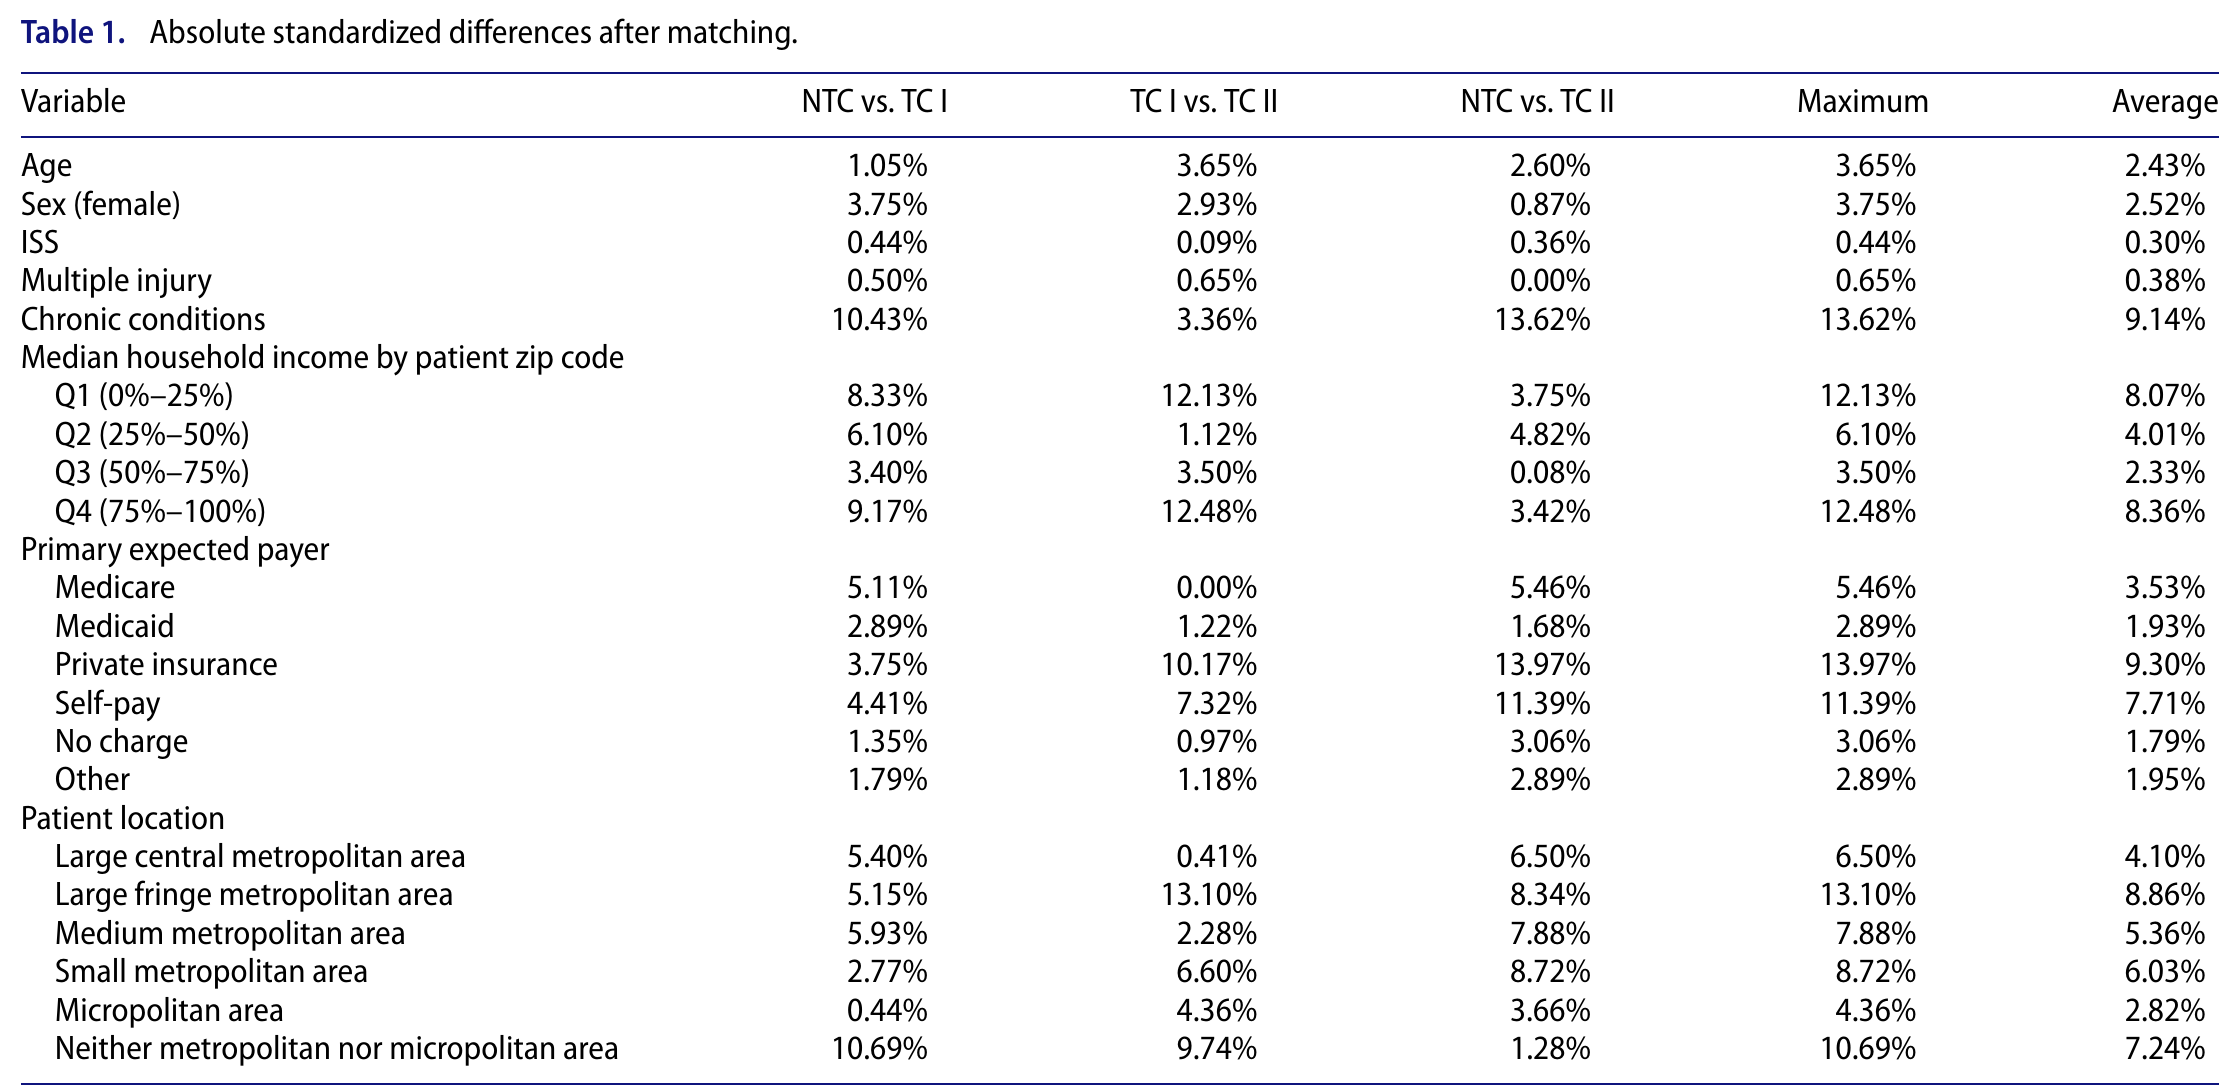 Table 1. Absolute standardized differences after matching.
Variable NTC vs. TC I TC I vs. TC II NTC vs. TC II Maximum Average
Age 1.05% 3.65% 2.60% 3.65% 2.43%
Sex (female) 3.75% 2.93% 0.87% 3.75% 2.52%
ISS 0.44% 0.09% 0.36% 0.44% 0.30%
Multiple injury 0.50% 0.65% 0.00% 0.65% 0.38%
Chronic conditions 10.43% 3.36% 13.62% 13.62% 9.14%
Median household income by patient zip code
Q1 (0%–25%) 8.33% 12.13% 3.75% 12.13% 8.07%
Q2 (25%–50%) 6.10% 1.12% 4.82% 6.10% 4.01%
Q3 (50%–75%) 3.40% 3.50% 0.08% 3.50% 2.33%
Q4 (75%–100%) 9.17% 12.48% 3.42% 12.48% 8.36%
Primary expected payer
Medicare 5.11% 0.00% 5.46% 5.46% 3.53%
Medicaid 2.89% 1.22% 1.68% 2.89% 1.93%
Private insurance 3.75% 10.17% 13.97% 13.97% 9.30%
Self-pay 4.41% 7.32% 11.39% 11.39% 7.71%
No charge 1.35% 0.97% 3.06% 3.06% 1.79%
Other 1.79% 1.18% 2.89% 2.89% 1.95%
Patient location
Large central metropolitan area 5.40% 0.41% 6.50% 6.50% 4.10%
Large fringe metropolitan area 5.15% 13.10% 8.34% 13.10% 8.86%
Medium metropolitan area 5.93% 2.28% 7.88% 7.88% 5.36%
Small metropolitan area 2.77% 6.60% 8.72% 8.72% 6.03%
Micropolitan area 0.44% 4.36% 3.66% 4.36% 2.82%
Neither metropolitan nor micropolitan area 10.69% 9.74% 1.28% 10.69% 7.24%